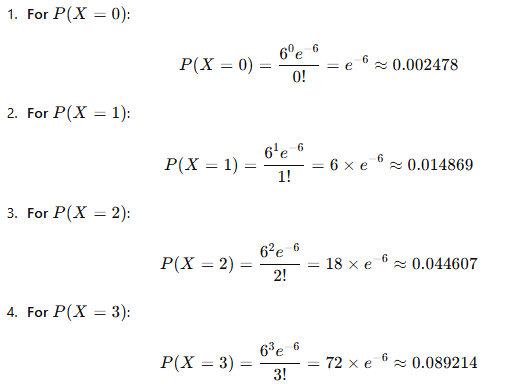 1. For P(X = 0):
P(X = 0) = 6⁰e ⁶/0! = e ⁶ ≈ 0.002478
2. For P(X = 1):
P(X = 1) = 6¹e ⁶/1! = 6 × e ⁶ ≈ 0.014869
3. For P(X = 2):
P(X = 2) = 6²e ⁶/2! = 18 × e ⁶ ≈ 0.044607
4. For P(X = 3):
P(X = 3) = 6³e ⁶/3! = 72 × e ⁶ ≈ 0.089214